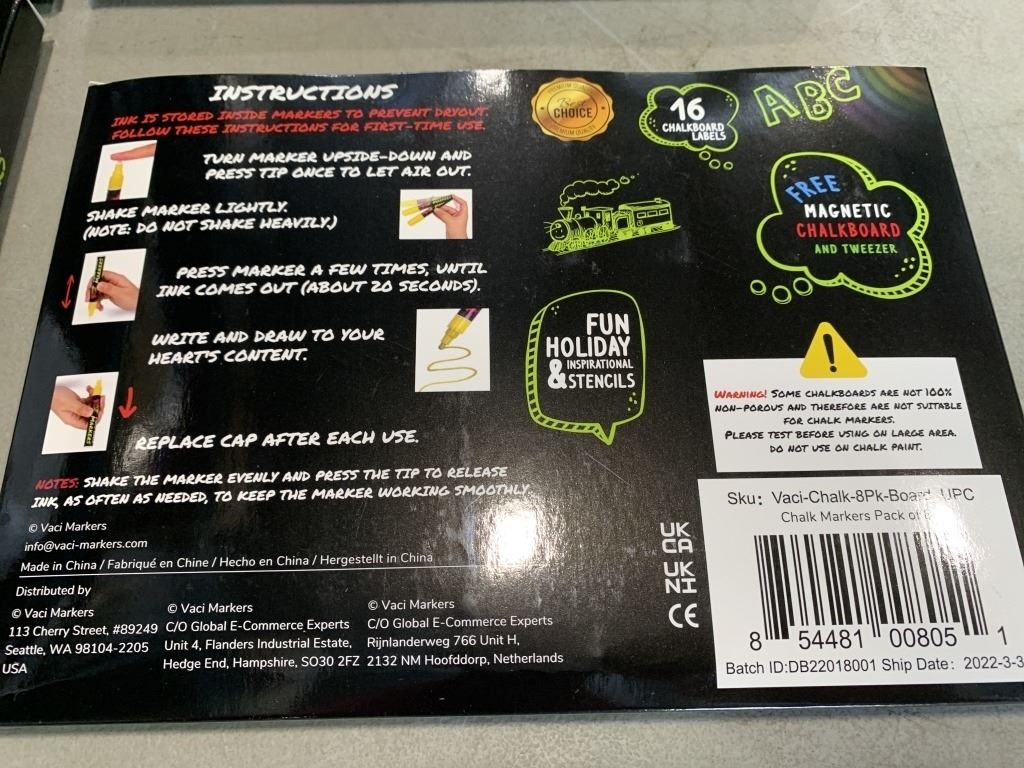 INSTRUCTIONS
INK IS STORED INSIDE MARKERS TO PREVENT DRYOUT.
FOLLOW THESE INSTRUCTIONS FOR FIRST-TIME USE.
TURN MARKER UPSIDE-DOWN AND
PRESS TIP ONCE TO LET AIR OUT.
SHAKE MARKER LIGHTLY.
(NOTE: DO NOT SHAKE HEAVILY.)
PRESS MARKER A FEW TIMES, UNTIL
INK COMES OUT (ABOUT 20 SECONDS).
WRITE AND DRAW TO YOUR
HEART'S CONTENT.
REPLACE CAP AFTER EACH USE.
NOTES: SHAKE THE MARKER EVENLY AND PRESS THE TIP TO RELEASE
INK, AS OFTEN AS NEEDED, TO KEEP THE MARKER WORKING SMOOTHLY
© Vaci Markers
info@vaci-markers.com
Made in China / Fabriqué en Chine / Hecho en China / Hergestellt in China
Distributed by
© Vaci Markers
113 Cherry Street, #89249
Seattle, WA 98104-2205
USA
© Vaci Markers
C/O Global E-Commerce Experts
Unit 4, Flanders Industrial Estate,
Hedge End, Hampshire, SO30 2FZ
© Vaci Markers
C/O Global E-Commerce Experts
Rijnlanderweg 766 Unit H,
2132 NM Hoofddorp, Netherlands
PREMIUM QUALITY
Best
CHOICE
PREMIUM QUALITY
16
CHALKBOARD
LABELS
ABC
FREE
MAGNETIC
CHALKBOARD
AND TWEEZER
FUN
HOLIDAY
& INSPIRATIONAL
STENCILS
WARNING! SOME CHALKBOARDS ARE NOT 100%
NON-POROUS AND THEREFORE ARE NOT SUITABLE
FOR CHALK MARKERS.
PLEASE TEST BEFORE USING ON LARGE AREA.
DO NOT USE ON CHALK PAINT.
UK
CA
UK
NI
CE
Sku: Vaci-Chalk-8Pk-Board UPC
Chalk Markers Pack of
8 54481 00805 1
Batch ID:DB22018001 Ship Date: 2022-3-3